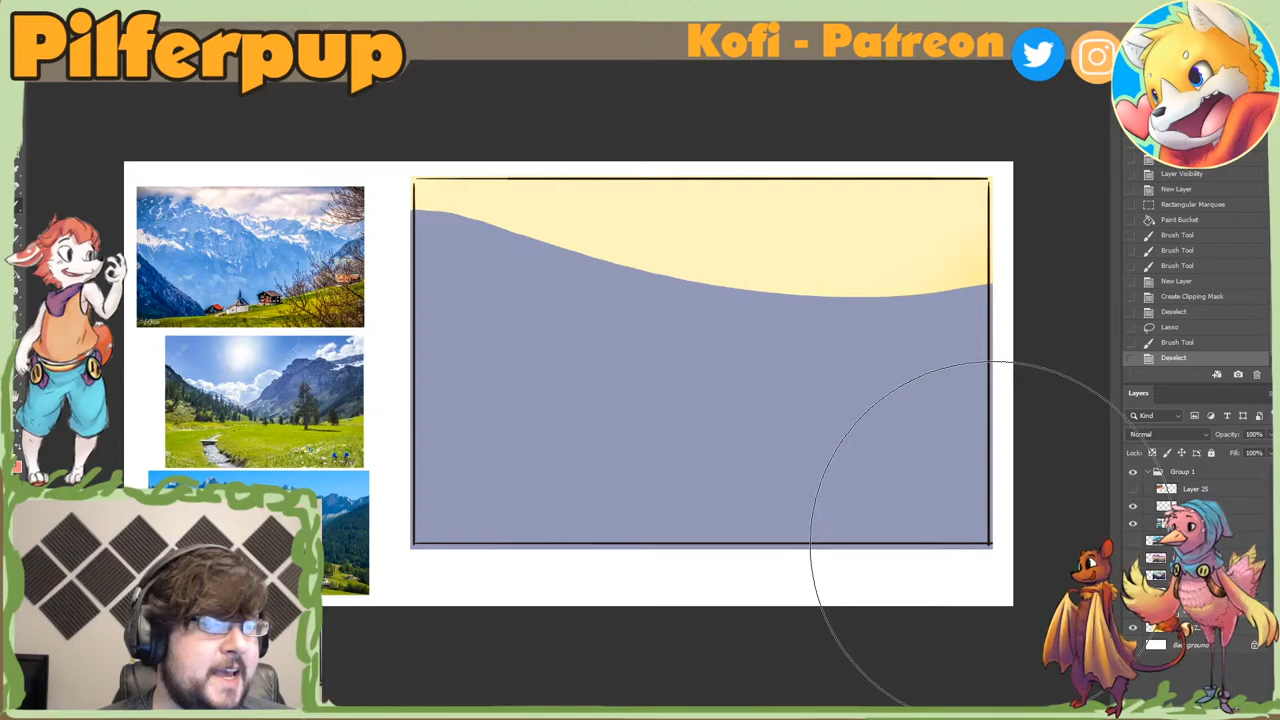 Pilferpup
Kofi - Patreon
Layer Visibility
New Layer
Rectangular Marquee
Paint Bucket
Brush Tool
Brush Tool
Brush Tool
New Layer
Create Clipping Mask
Deselect
Lasso
Brush Tool
Deselect
Layers
Kind
Normal
Opacity: 100%
Lock:
Fill: 100%
Group 1
Layer 25
Background